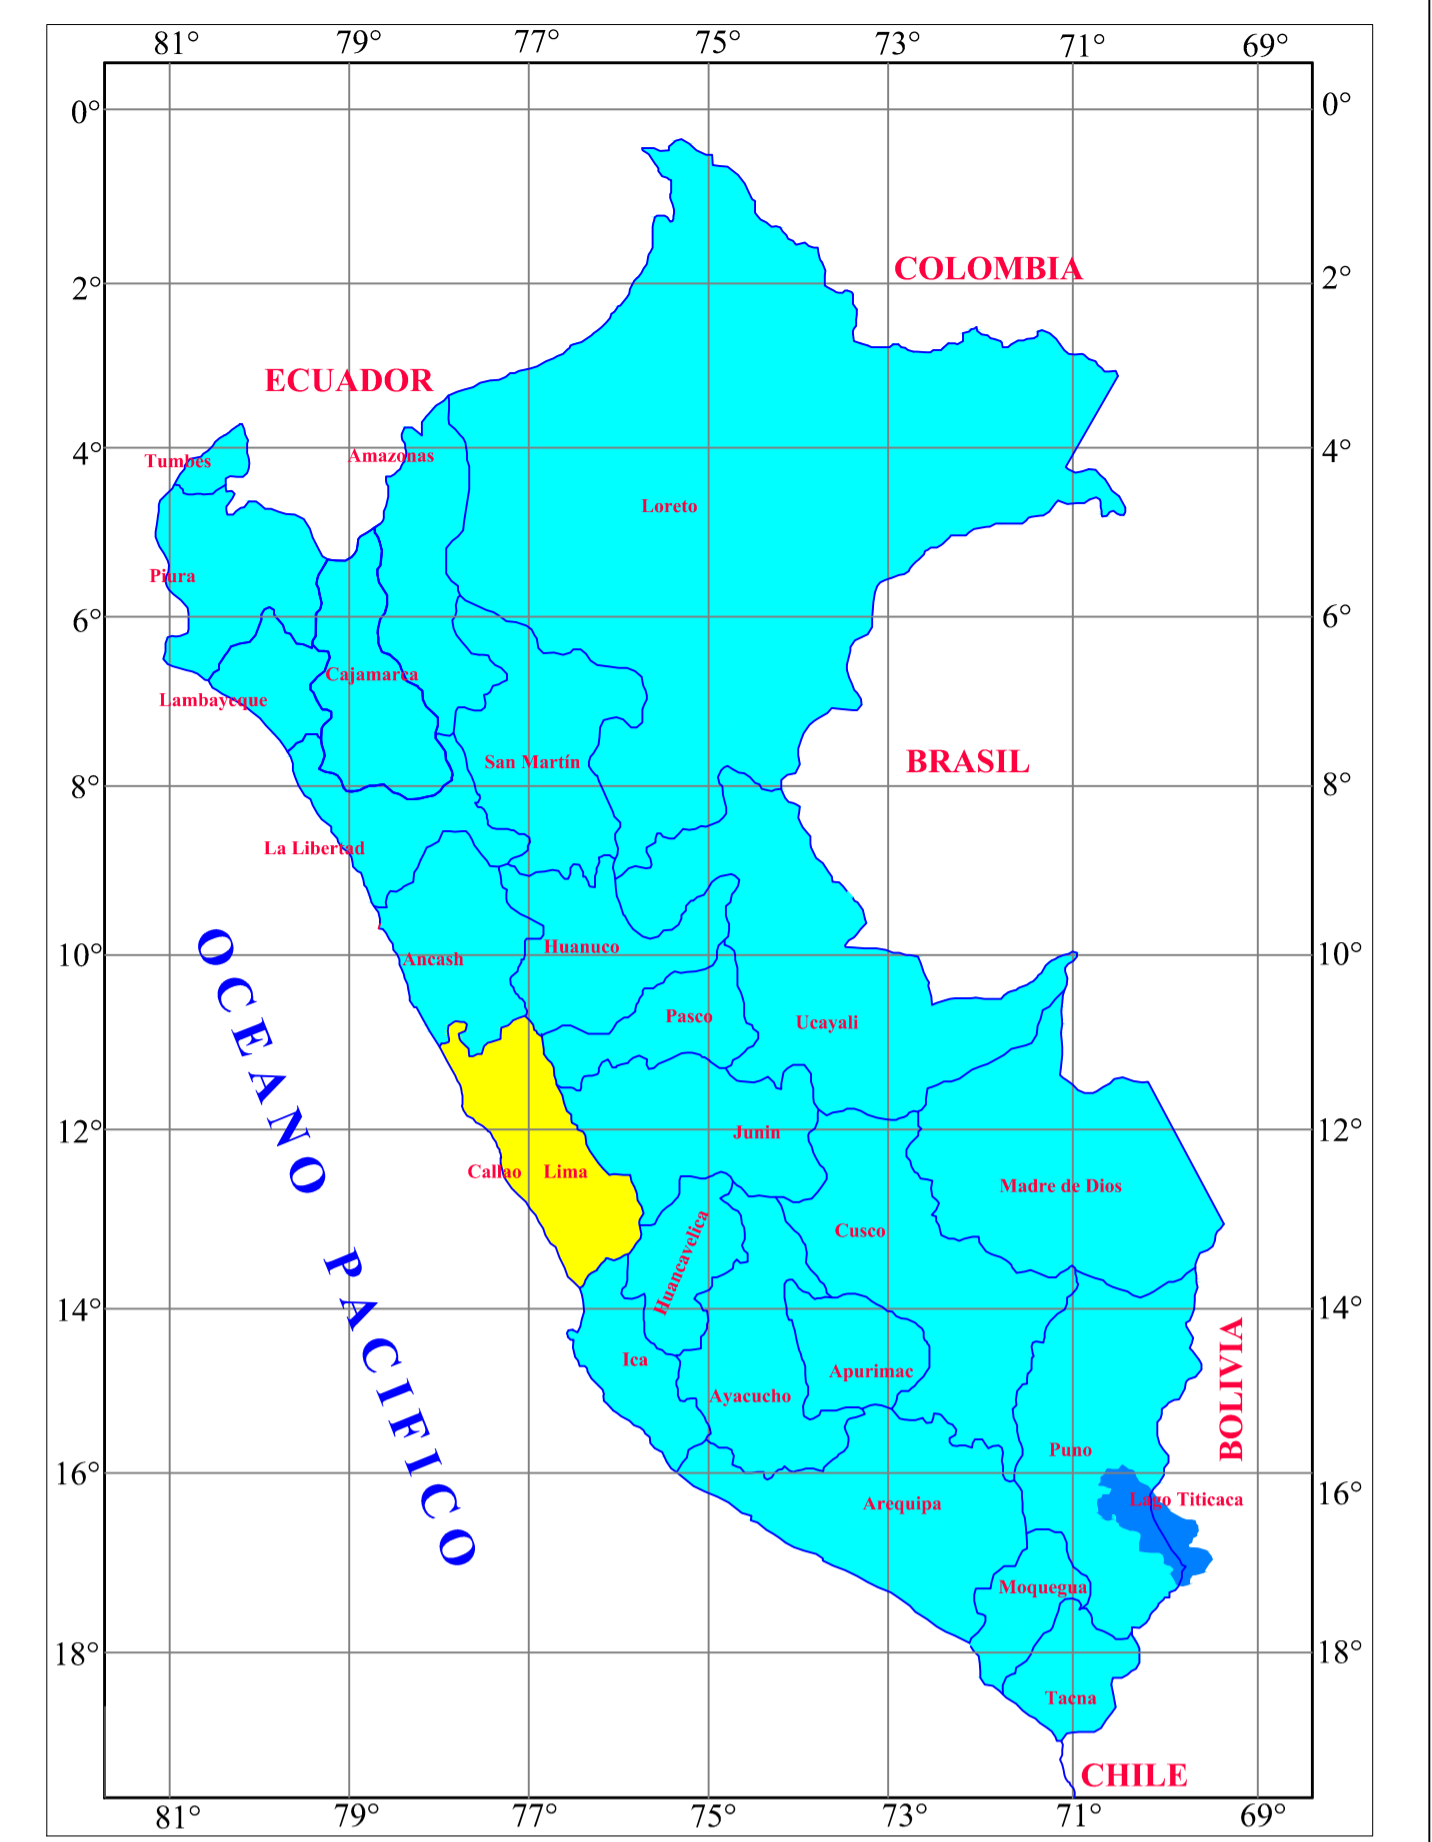 81° 79° 77° 75° 73° 71° 69°
0° 0°
COLOMBIA
2° 2°
ECUADOR
4° 4°
Tumbes Amazonas
Loreto
Piura
6° 6°
Cajamarca
Lambayeque
BRASIL
San Martín
8° 8°
La Libertad
Huanuco
10° 10°
Ancash
Pasco Ucayali
12° 12°
Junin
Callao Lima
Madre de Dios
Cusco
Huancavelica
OCEANO PACIFICO
14° 14°
Ica
Apurimac
BOLIVIA
Ayacucho
Puno
16° 16°
Arequipa Lago Titicaca
Moquegua
18° 18°
Tacna
CHILE
81° 79° 77° 75° 73° 71° 69°